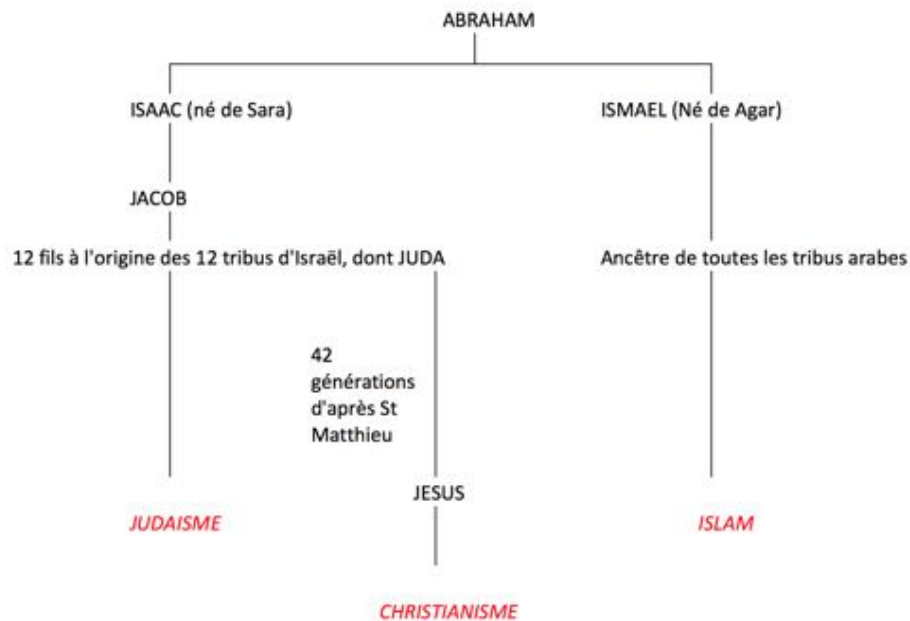 ABRAHAM
ISAAC (né de Sara)
ISMAEL (Né de Agar)
JACOB
12 fils à l'origine des 12 tribus d'Israël, dont JUDA
Ancêtre de toutes les tribus arabes
42
générations
d'après St
Matthieu
JESUS
JUDAISME
ISLAM
CHRISTIANISME